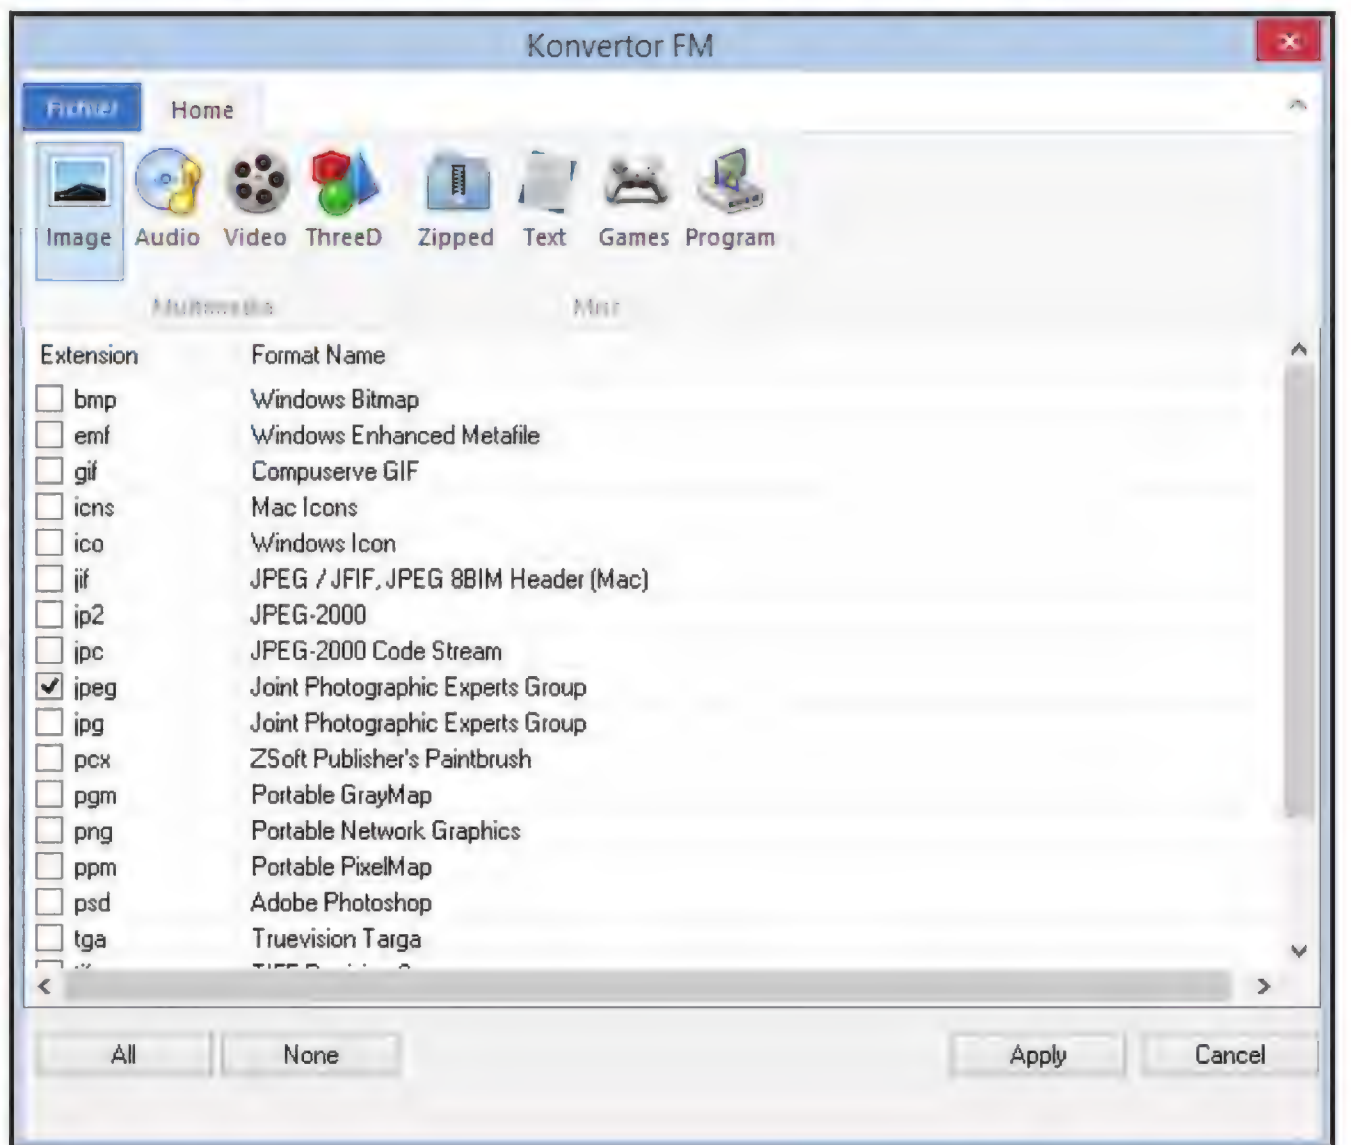 Konvertor FM
Fichier Home
Image Audio Video ThreeD Zipped Text Games Program
Multimedia Misc
Extension Format Name
bmp Windows Bitmap
emf Windows Enhanced Metafile
gif Compuserve GIF
icns Mac Icons
ico Windows Icon
jif JPEG / JFIF, JPEG 8BIM Header (Mac)
jp2 JPEG-2000
jpc JPEG-2000 Code Stream
jpeg Joint Photographic Experts Group
jpg Joint Photographic Experts Group
pcx ZSoft Publisher's Paintbrush
pgm Portable GrayMap
png Portable Network Graphics
ppm Portable PixelMap
psd Adobe Photoshop
tga Truevision Targa
All None Apply Cancel